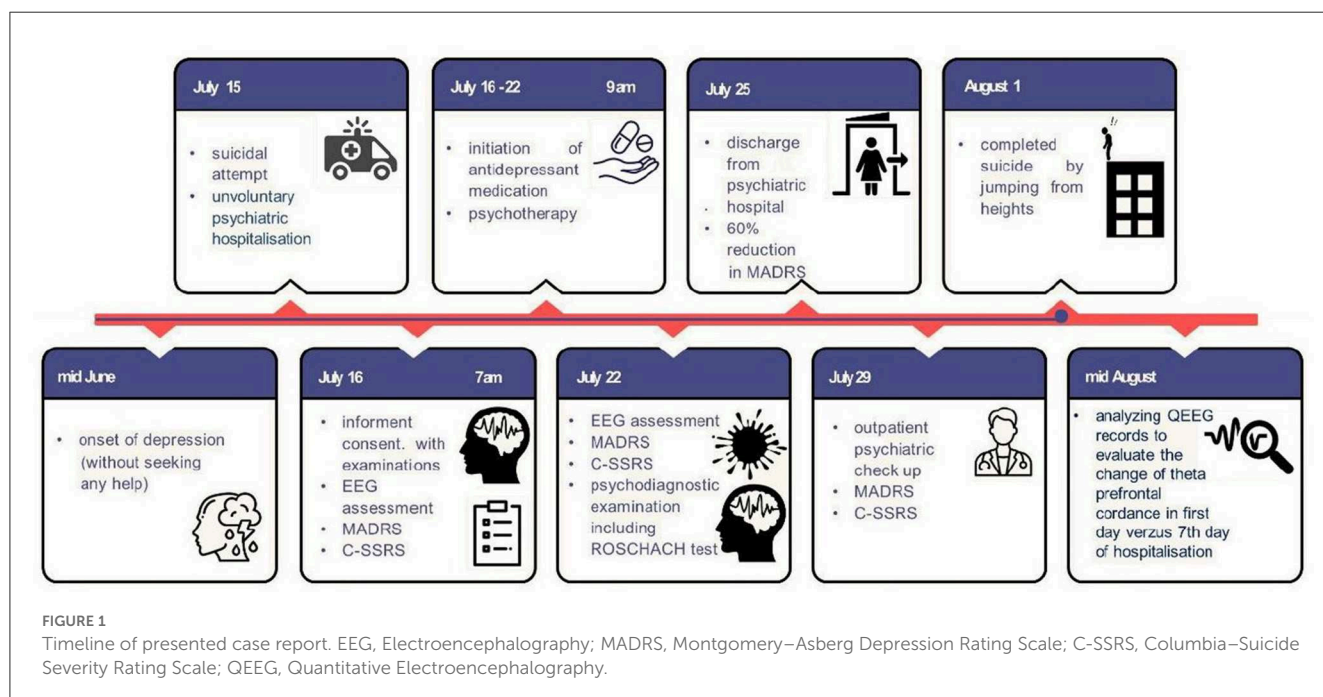 July 15
suicidal
attempt
unvoluntary
psychiatric
hospitalisation
July 16 -22 9am
initiation of
antidepressant
medication
psychotherapy
July 25
discharge
from
psychiatric
hospital
60%
reduction
in MADRS
August 1
completed
suicide by
jumping from
heights
mid June
onset of depression
(without seeking
any help)
July 16 7am
informent
consent. with
examinations
EEG
assessment
MADRS
C-SSRS
July 22
EEG assessment
MADRS
C-SSRS
psychodiagnostic
examination
including
ROSCHACH test
July 29
outpatient
psychiatric
check up
MADRS
C-SSRS
mid August
analyzing QEEG
records to
evaluate the
change of theta
prefrontal
cordance in first
day verzus 7th day
of hospitalisation
FIGURE 1
Timeline of presented case report. EEG, Electroencephalography; MADRS, Montgomery–Asberg Depression Rating Scale; C-SSRS, Columbia–Suicide
Severity Rating Scale; QEEG, Quantitative Electroencephalography.